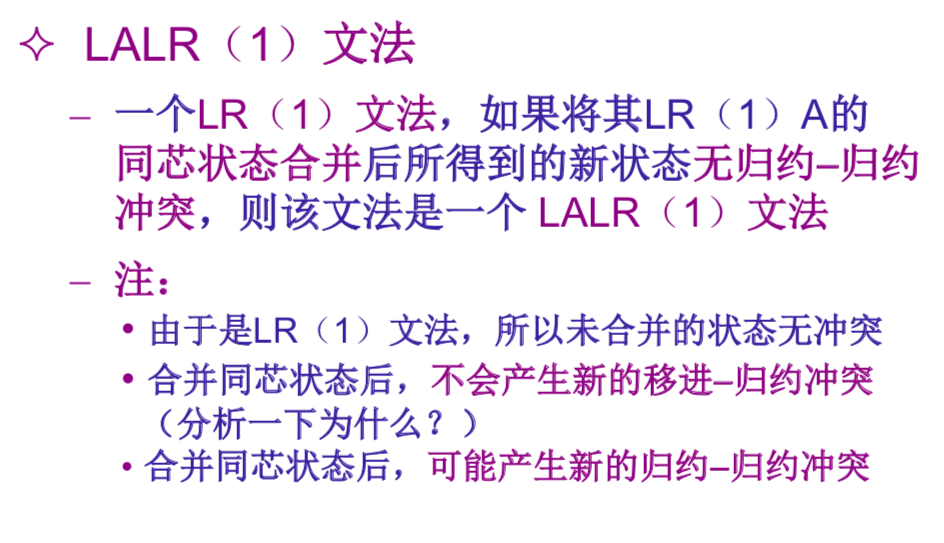 ✧ LALR（1）文法
– 一个LR（1）文法，如果将其LR（1）A的
同芯状态合并后所得到的新状态无归约–归约
冲突，则该文法是一个 LALR（1）文法
– 注：
• 由于是LR（1）文法，所以未合并的状态无冲突
• 合并同芯状态后，不会产生新的移进–归约冲突
（分析一下为什么？）
• 合并同芯状态后，可能产生新的归约–归约冲突